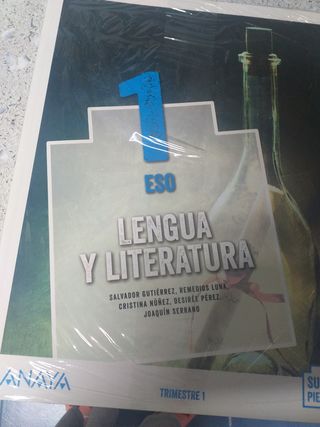 1
ESO
LENGUA
Y LITERATURA
SALVADOR GUTIÉRREZ, REMEDIOS LUNA,
CRISTINA NÚÑEZ, DESIRÉE PÉREZ,
JOAQUÍN SERRANO
ANAYA
TRIMESTRE 1